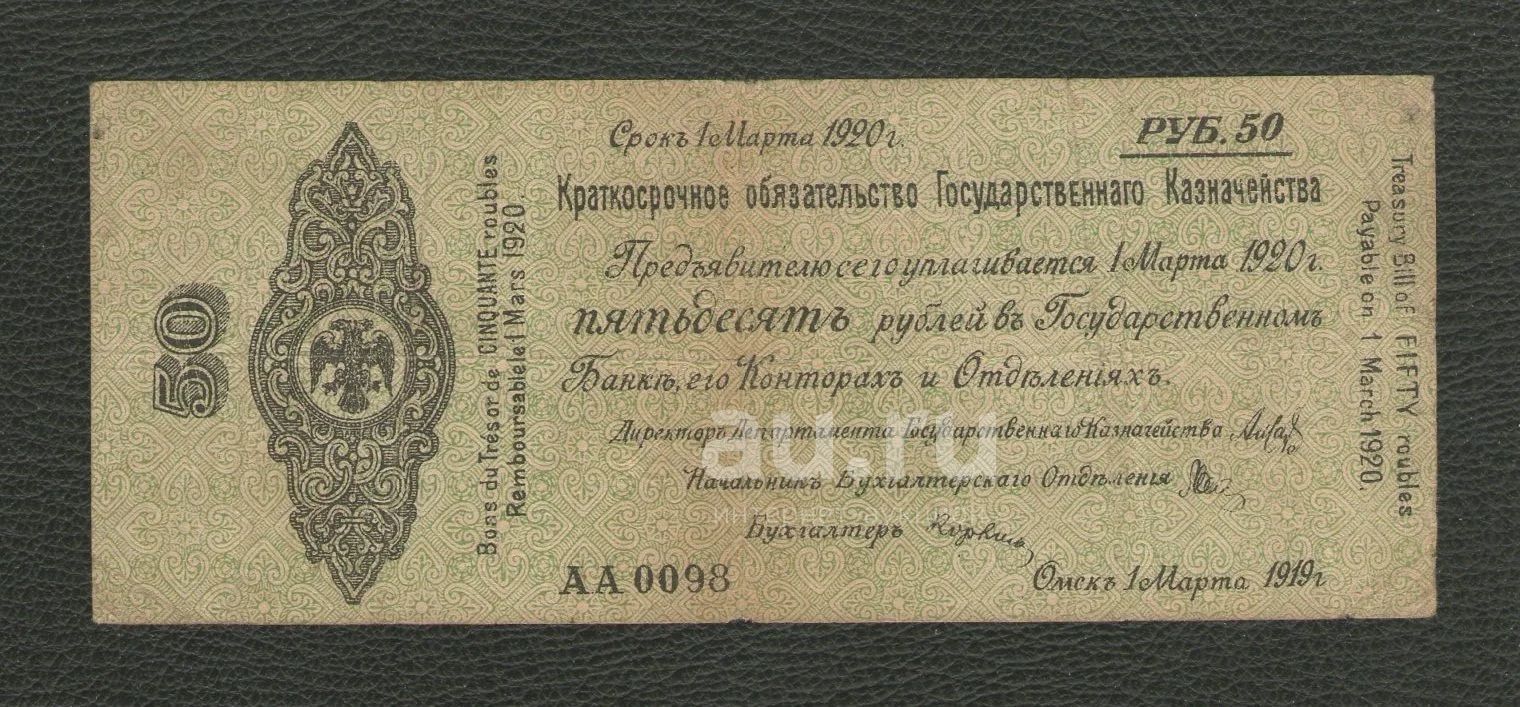 50
Bons du Trésor de CINQUANTE roubles
Remboursable le 1 Mars 1920.
Срокъ 1 Марта 1920 г.
РУБ. 50
Краткосрочное обязательство Государственнаго Казначейства
Предъявителю сего уплачивается 1 Марта 1920 г.
пятьдесятъ рублей въ Государственномъ
Банкѣ, его Конторахъ и Отдѣленіяхъ.
Директоръ Департамента Государственнаго Казначейства
Начальникъ Бухгалтерскаго Отдѣленія
Бухгалтеръ
АА 0098
Омскъ 1 Марта 1919 г
Treasury Bill of FIFTY roubles
Payable on 1 March 1920.
au.ru
интернет-аукцион